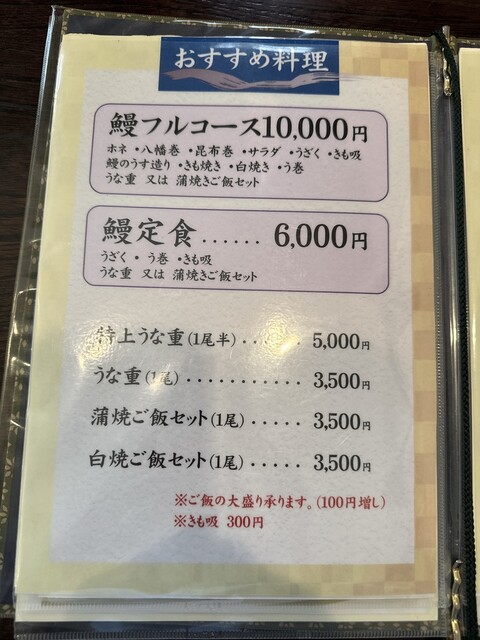 おすすめ料理
鰻フルコース10,000円
ホネ ・八幡巻 ・昆布巻 ・サラダ ・うざく ・きも吸
鰻のうす造り ・きも焼き ・白焼き ・う巻
うな重 又は 蒲焼きご飯セット
鰻定食...... 6,000円
うざく ・ う巻 ・きも吸
うな重 又は 蒲焼きご飯セット
特上うな重(1尾半)..... 5,000円
うな重(1尾)........... 3,500円
蒲焼ご飯セット(1尾)..... 3,500円
白焼ご飯セット(1尾)..... 3,500円
※ご飯の大盛り承ります。(100円増し)
※きも吸 300円